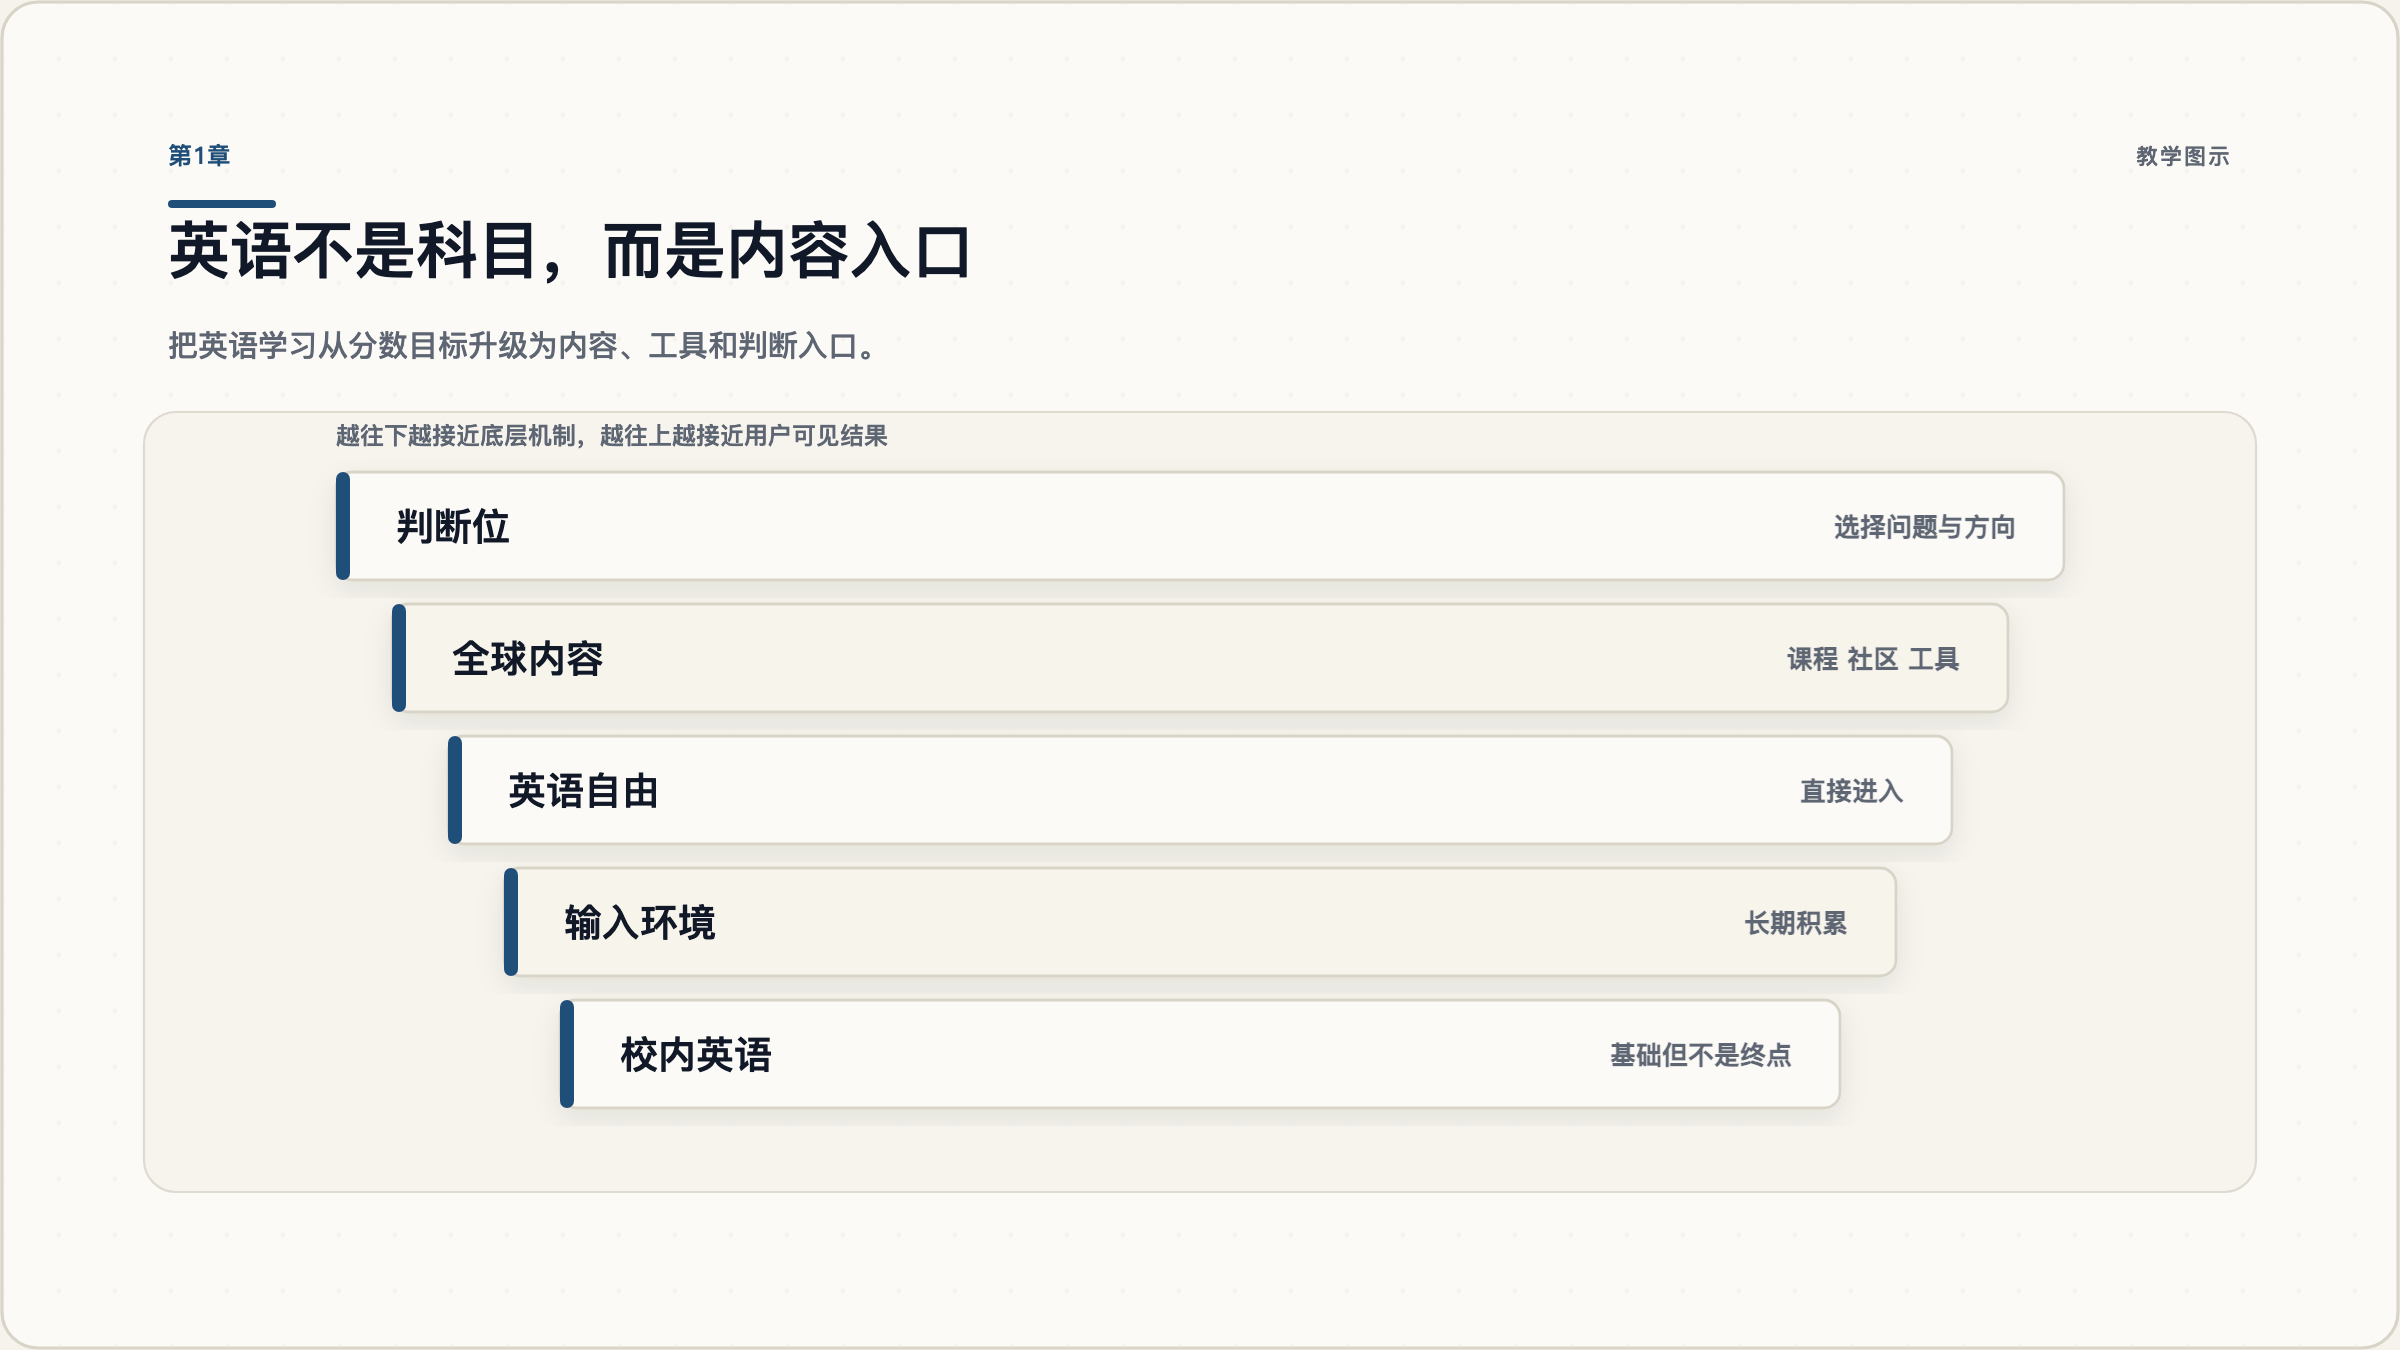 第1章
教学图示
英语不是科目，而是内容入口
把英语学习从分数目标升级为内容、工具和判断入口。
越往下越接近底层机制，越往上越接近用户可见结果
判断位
选择问题与方向
全球内容
课程 社区 工具
英语自由
直接进入
输入环境
长期积累
校内英语
基础但不是终点